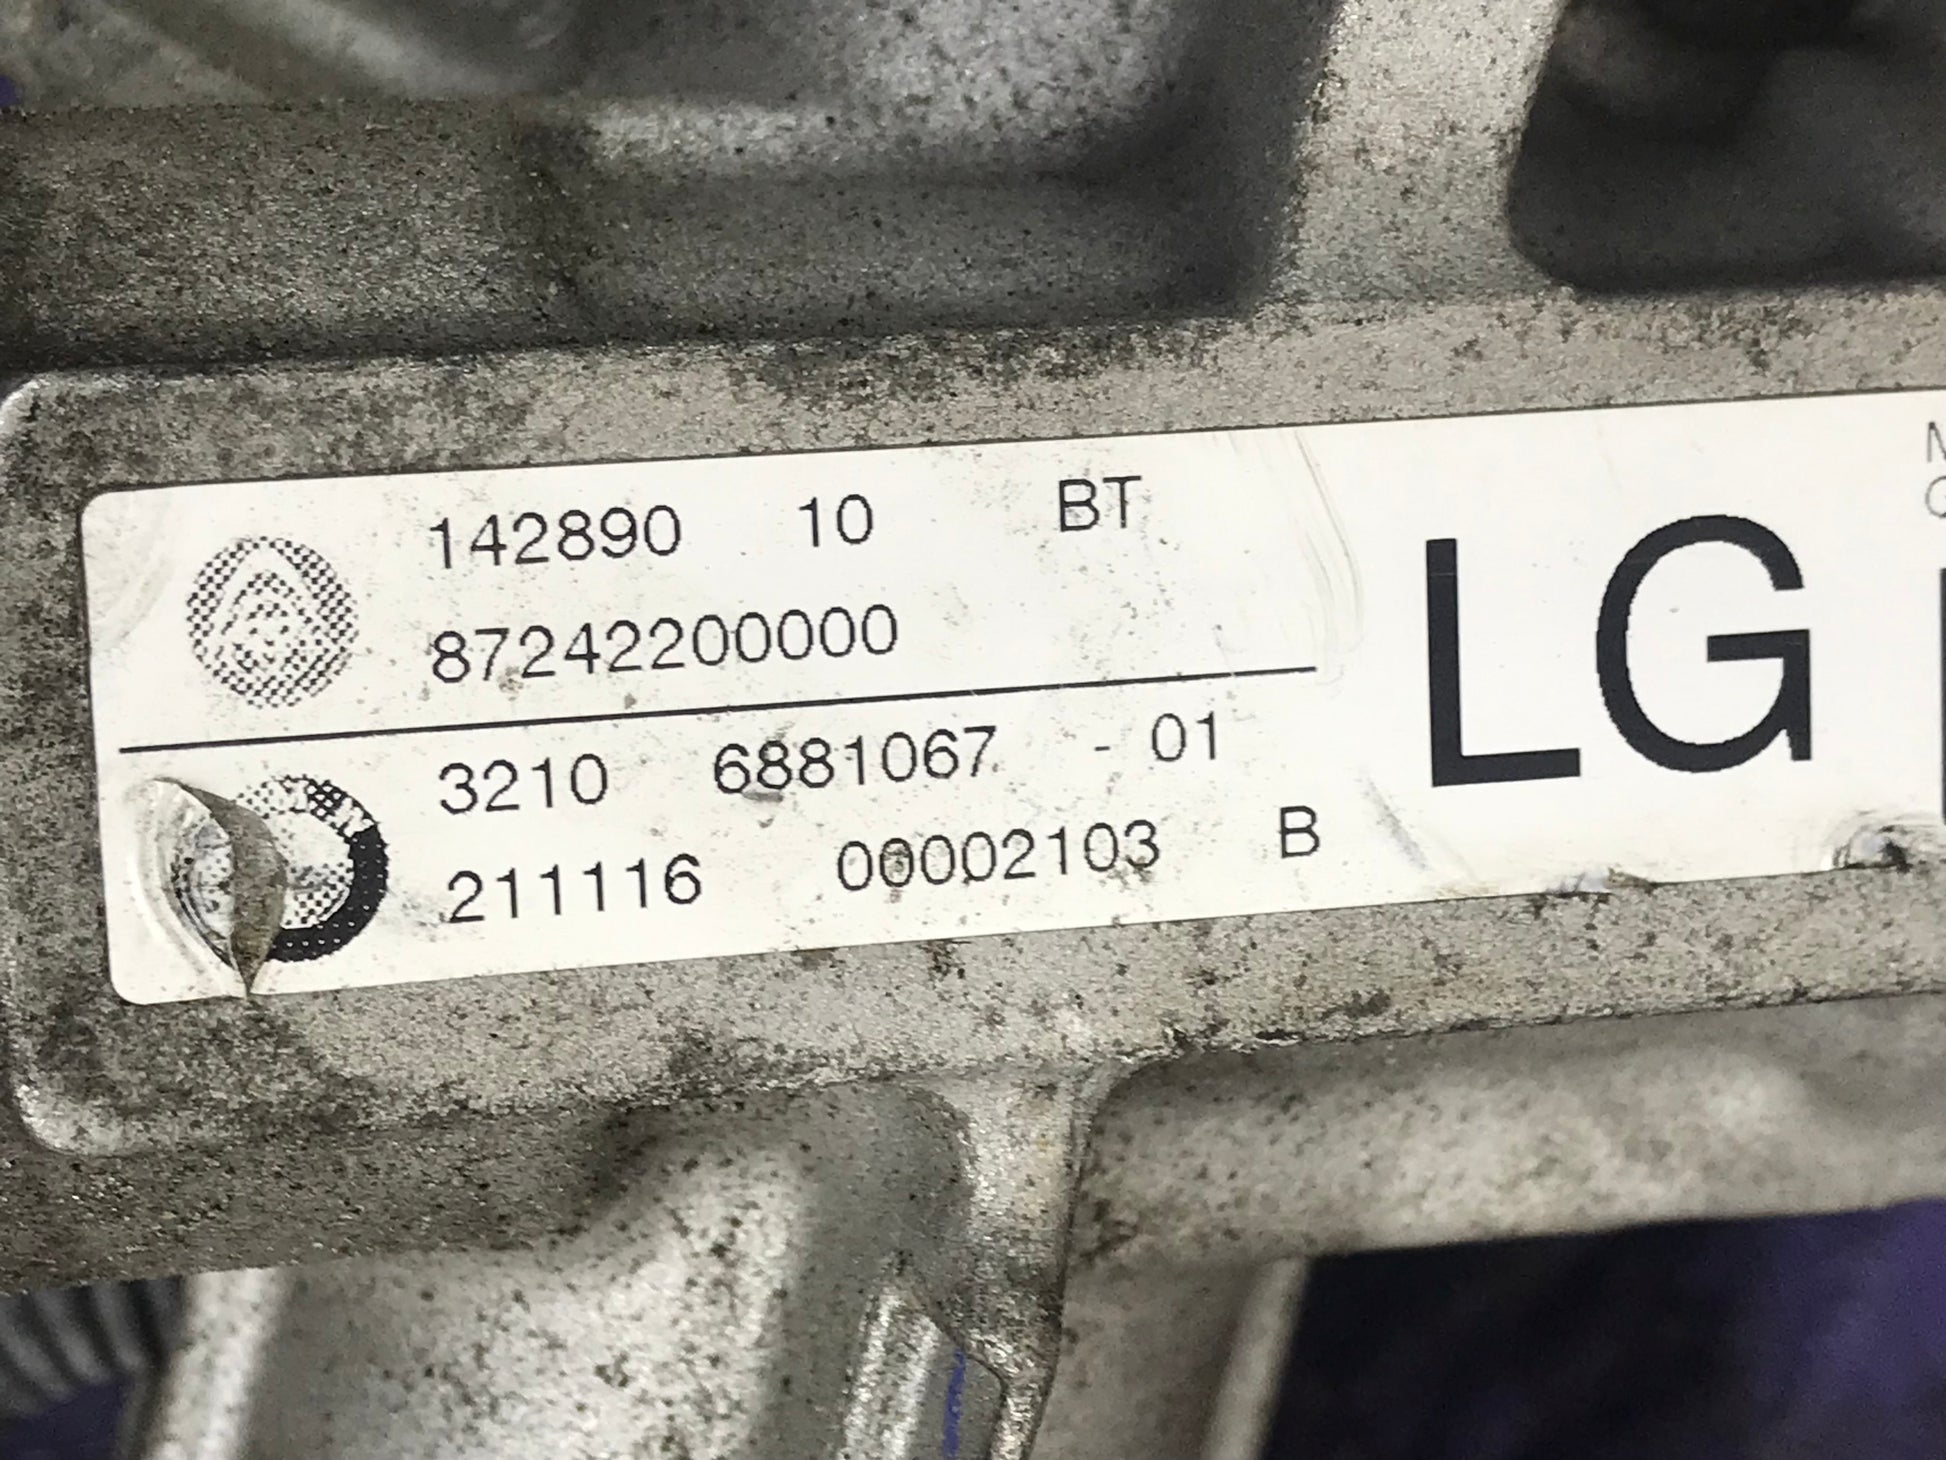 142890 10 BT
87242200000
3210 6881067 - 01
211116 00002103 B
LG